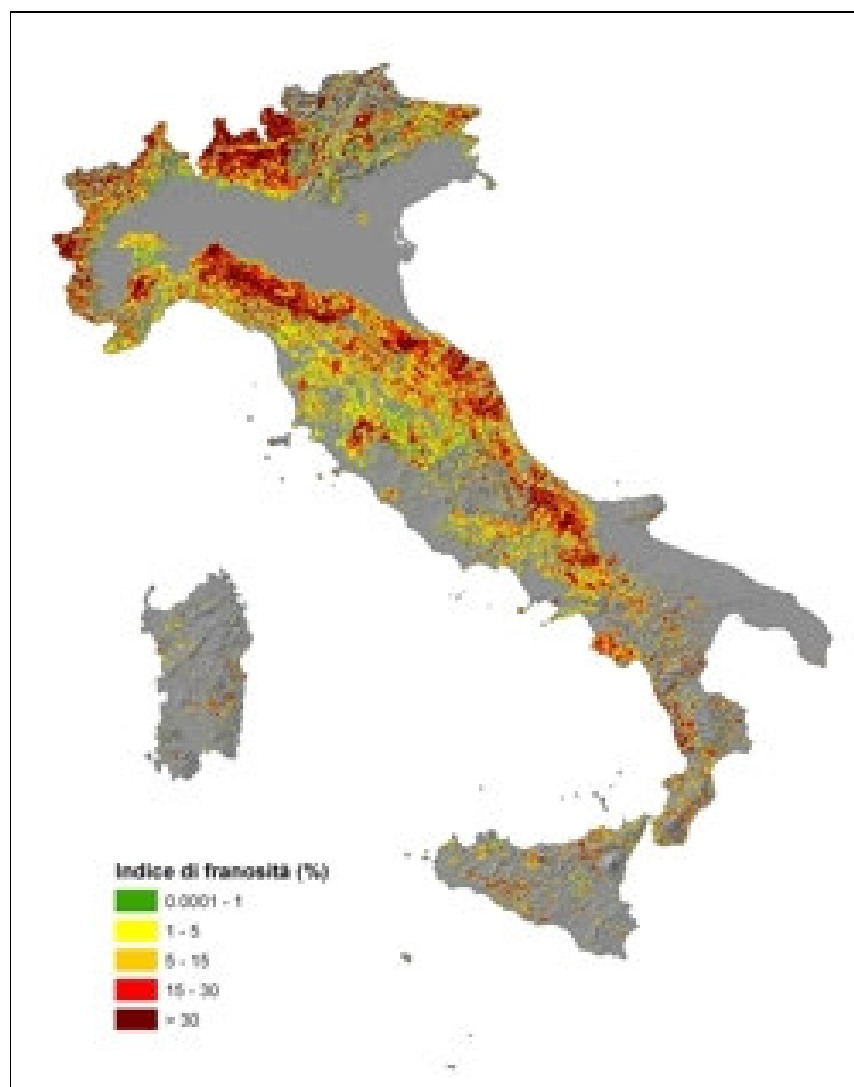 Indice di franosità (%)
0.0001 - 1
1 - 5
5 - 15
15 - 30
> 30